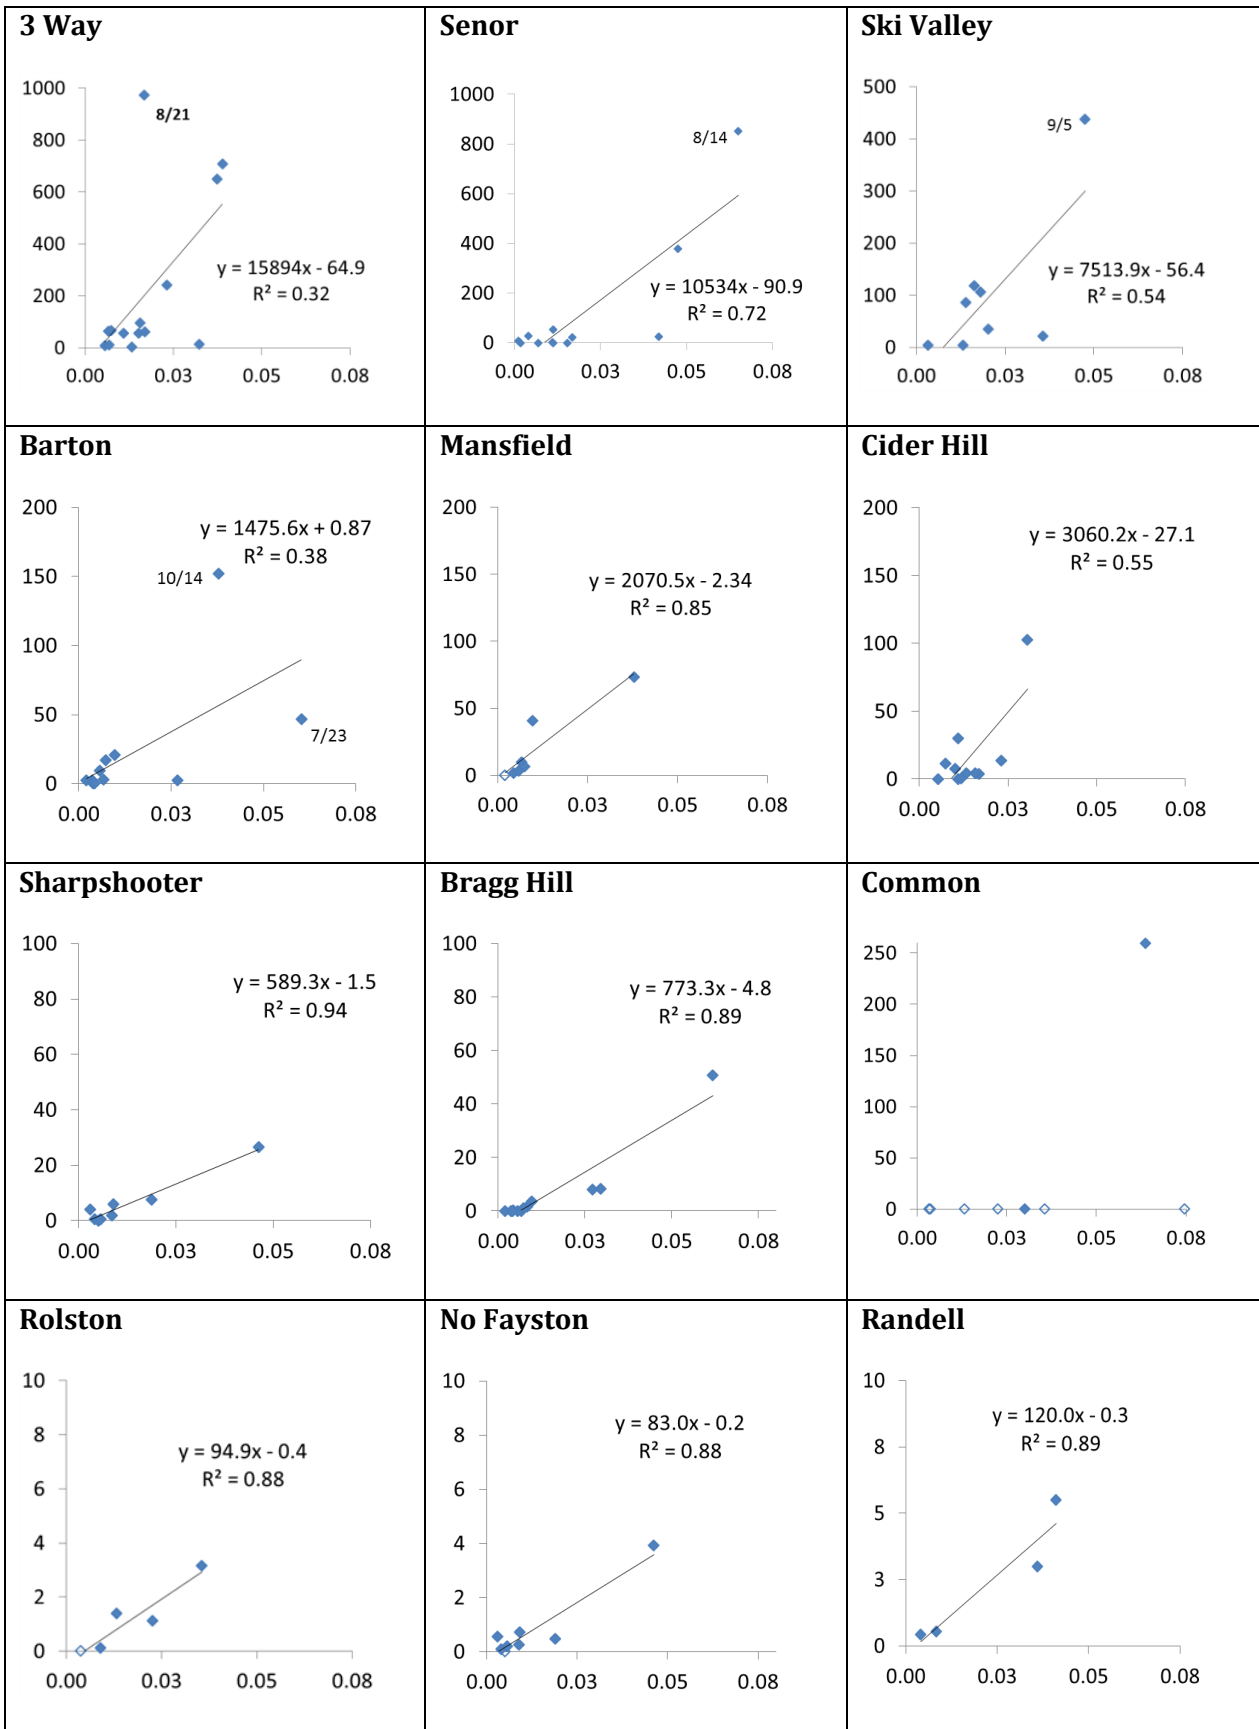 3 Way
1000
800
600
400
200
0
8/21
y = 15894x - 64.9
R² = 0.32
0.00 0.03 0.05 0.08
Senor
1000
800
600
400
200
0
8/14
y = 10534x - 90.9
R² = 0.72
0.00 0.03 0.05 0.08
Ski Valley
500
400
300
200
100
0
9/5
y = 7513.9x - 56.4
R² = 0.54
0.00 0.03 0.05 0.08
Barton
200
150
100
50
0
y = 1475.6x + 0.87
R² = 0.38
10/14
7/23
0.00 0.03 0.05 0.08
Mansfield
200
150
100
50
0
y = 2070.5x - 2.34
R² = 0.85
0.00 0.03 0.05 0.08
Cider Hill
200
150
100
50
0
y = 3060.2x - 27.1
R² = 0.55
0.00 0.03 0.05 0.08
Sharpshooter
100
80
60
40
20
0
y = 589.3x - 1.5
R² = 0.94
0.00 0.03 0.05 0.08
Bragg Hill
100
80
60
40
20
0
y = 773.3x - 4.8
R² = 0.89
0.00 0.03 0.05 0.08
Common
250
200
150
100
50
0
0.00 0.03 0.05 0.08
Rolston
10
8
6
4
2
0
y = 94.9x - 0.4
R² = 0.88
0.00 0.03 0.05 0.08
No Fayston
10
8
6
4
2
0
y = 83.0x - 0.2
R² = 0.88
0.00 0.03 0.05 0.08
Randell
10
8
5
3
0
y = 120.0x - 0.3
R² = 0.89
0.00 0.03 0.05 0.08